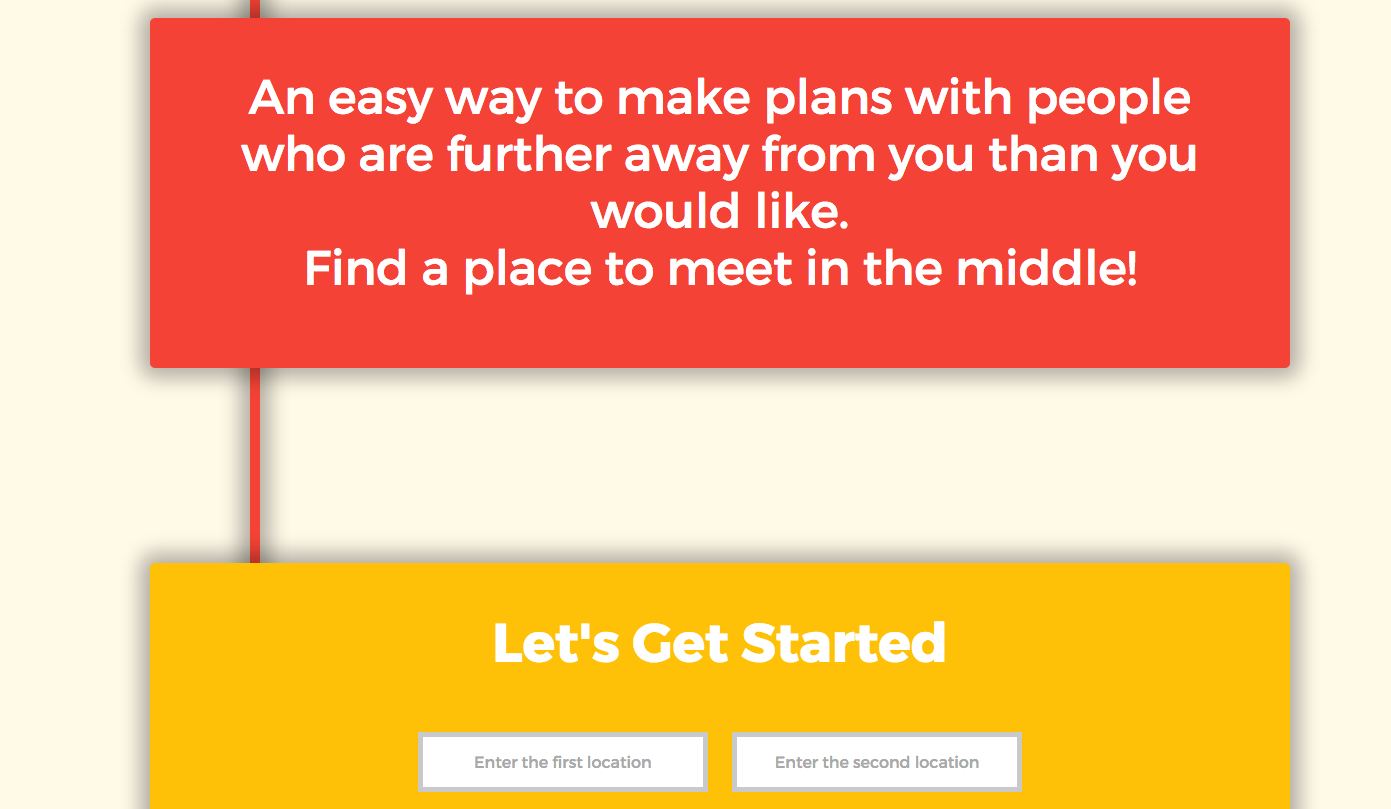 An easy way to make plans with people
who are further away from you than you
would like.
Find a place to meet in the middle!
Let's Get Started
Enter the first location
Enter the second location